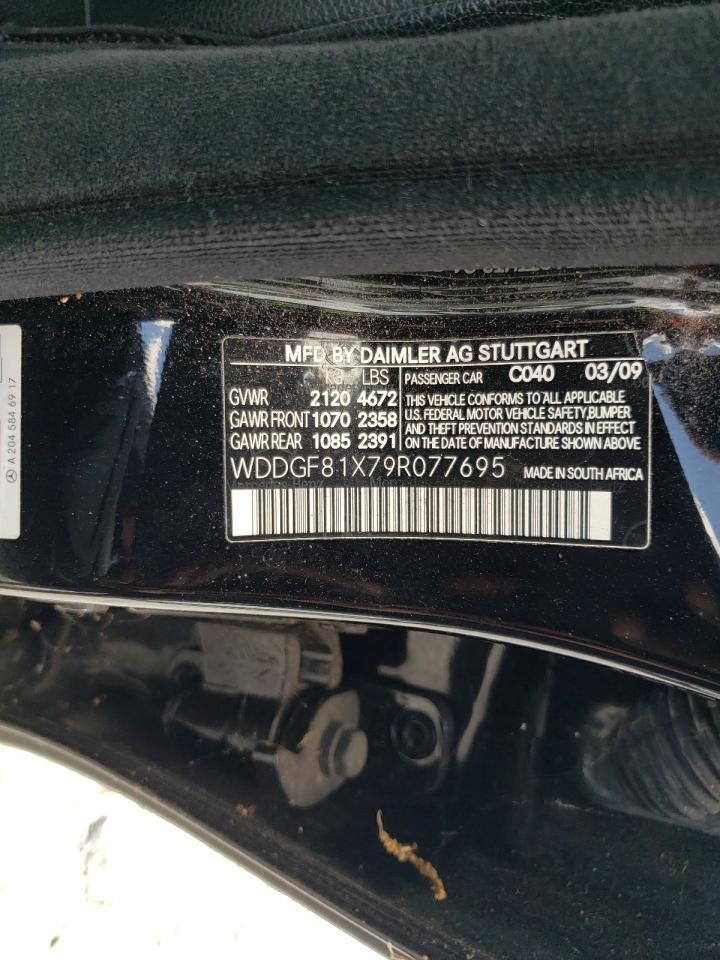 MFD BY DAIMLER AG STUTTGART
KG LBS PASSENGER CAR C040 03/09
GVWR 2120 4672
GAWR FRONT 1070 2358
GAWR REAR 1085 2391
THIS VEHICLE CONFORMS TO ALL APPLICABLE
U.S. FEDERAL MOTOR VEHICLE SAFETY,BUMPER
AND THEFT PREVENTION STANDARDS IN EFFECT
ON THE DATE OF MANUFACTURE SHOWN ABOVE
WDDGF81X79R077695 MADE IN SOUTH AFRICA
A 204 584 69 17